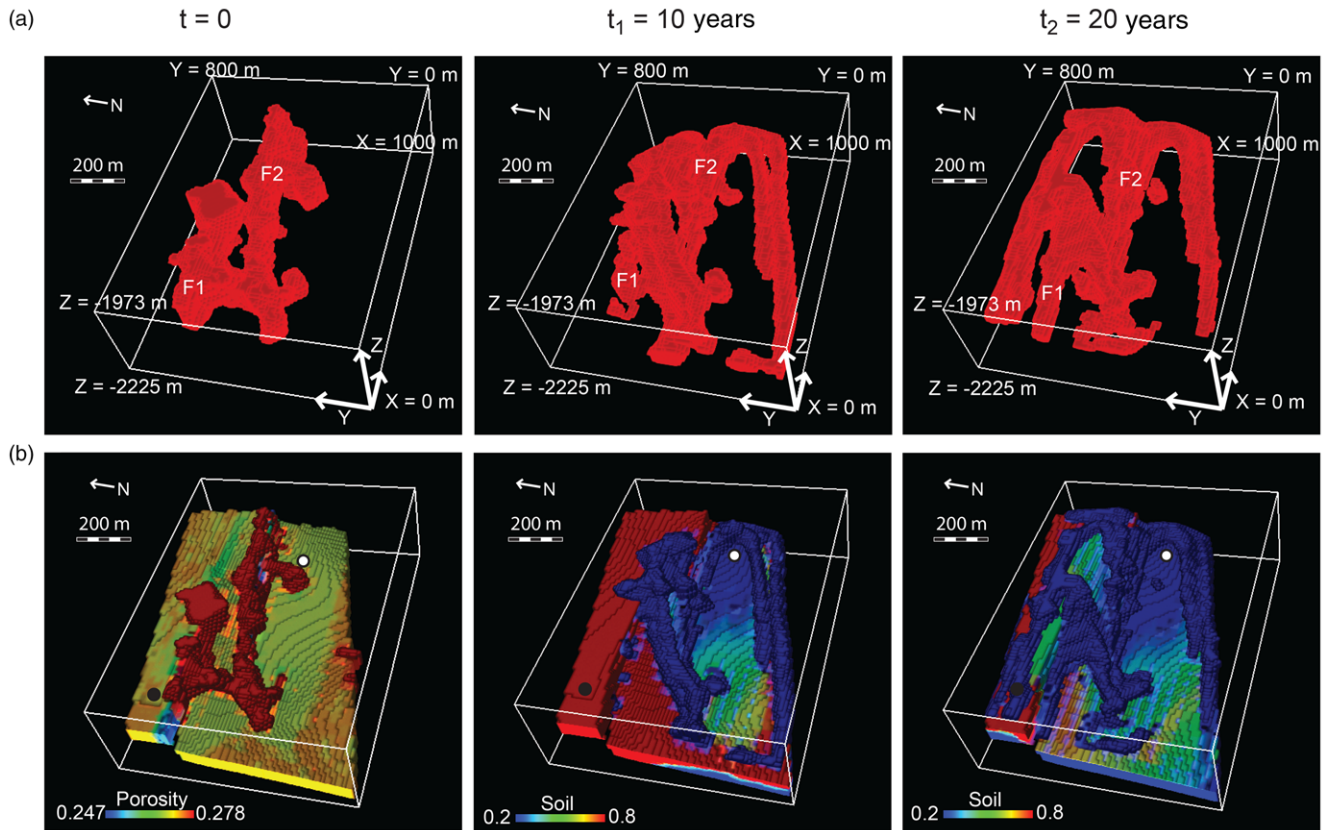 (a)
t = 0
t₁ = 10 years
t₂ = 20 years
Y = 800 m
Y = 0 m
N
X = 1000 m
200 m
F2
F1
Z = -1973 m
Z
Z = -2225 m
X = 0 m
Y
Y = 800 m
Y = 0 m
N
X = 1000 m
200 m
F2
F1
Z = -1973 m
Z
Z = -2225 m
X = 0 m
Y
Y = 800 m
Y = 0 m
N
X = 1000 m
200 m
F2
F1
Z = -1973 m
Z
Z = -2225 m
X = 0 m
Y
(b)
N
200 m
Porosity
0.247 0.278
N
200 m
Soil
0.2 0.8
N
200 m
Soil
0.2 0.8